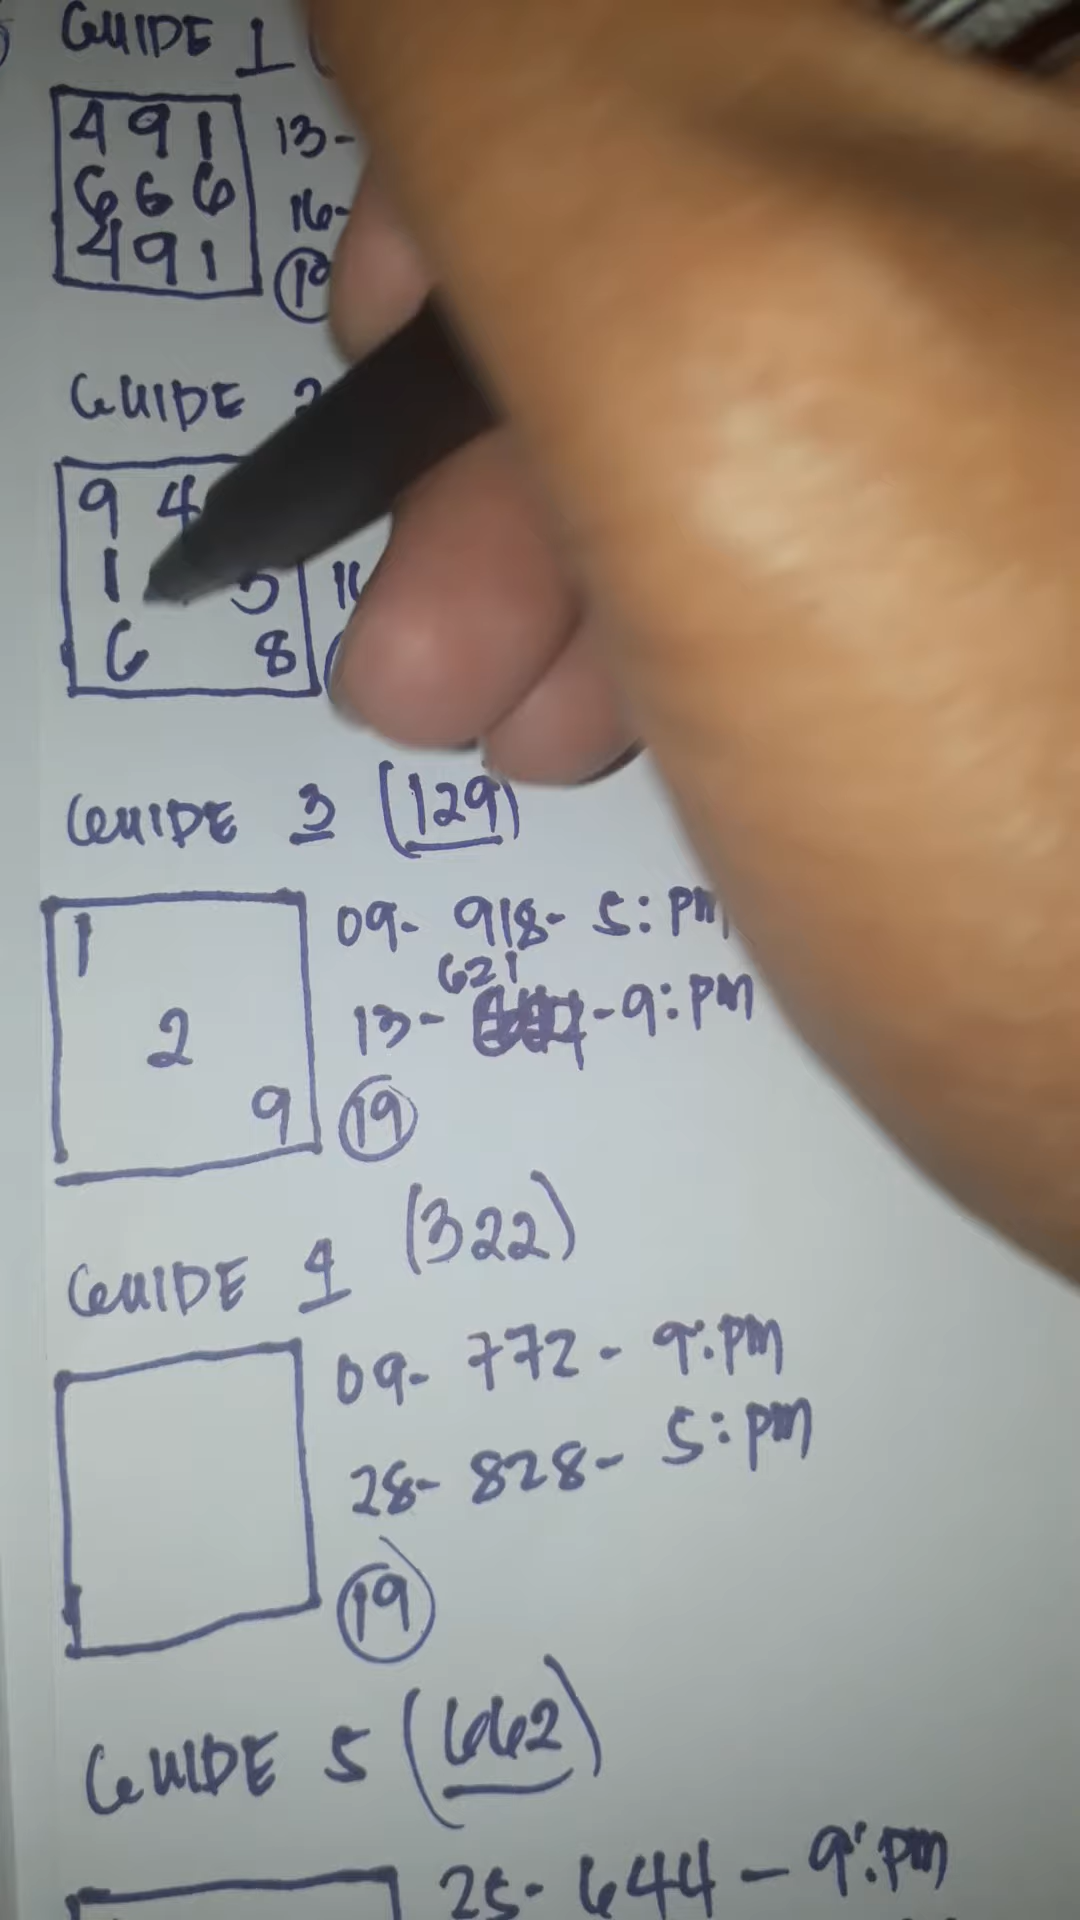 GUIDE 1 (
4 9 1
13-
6 6 6
16-
4 9 1
GUIDE
9 4
1
6 8
GUIDE 3 (129)
1
09- 918- 5: PM
621
13- -9:PM
2
9
19
(322)
GUIDE 4
09- 772- 9:PM
28- 828- 5:PM
19
GUIDE 5 (662)
25- 644- 9:PM